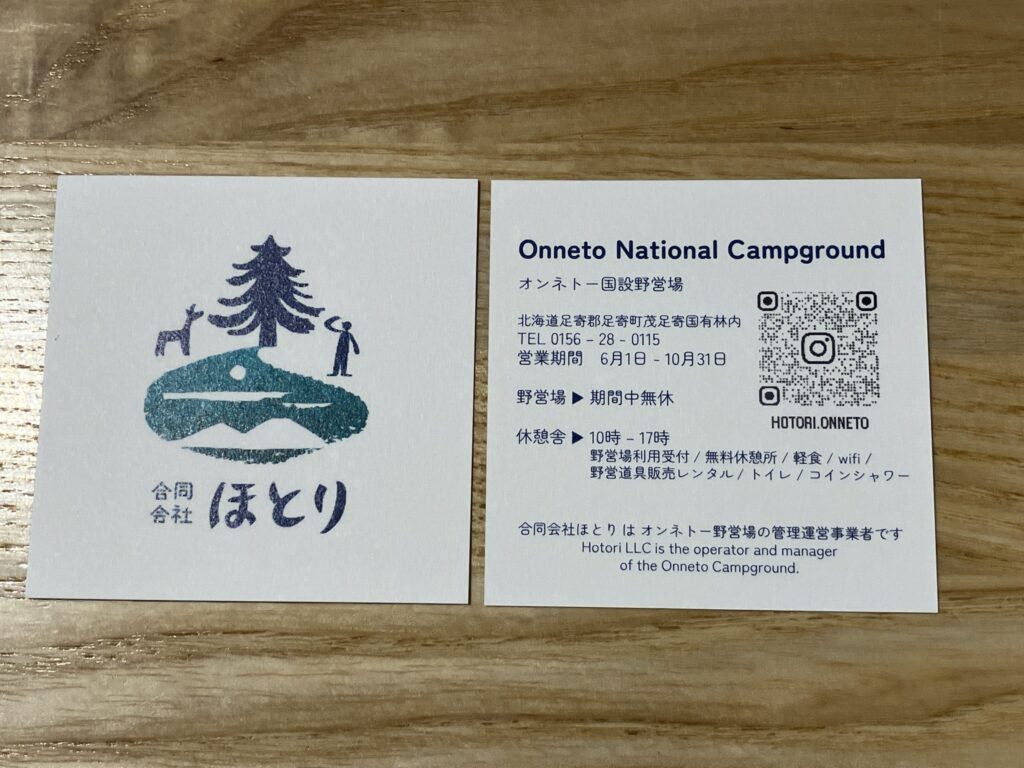 合同
会社
ほとり
Onneto National Campground
オンネトー国設野営場
北海道足寄郡足寄町茂足寄国有林内
TEL 0156 – 28 - 0115
営業期間 6月1日 - 10月31日
野営場 ▶ 期間中無休
休憩舎 ▶ 10時 – 17時
野営場利用受付 / 無料休憩所 / 軽食 / wifi /
野営道具販売レンタル / トイレ / コインシャワー
HOTORI.ONNETO
合同会社ほとり は オンネトー野営場の管理運営事業者です
Hotori LLC is the operator and manager
of the Onneto Campground.